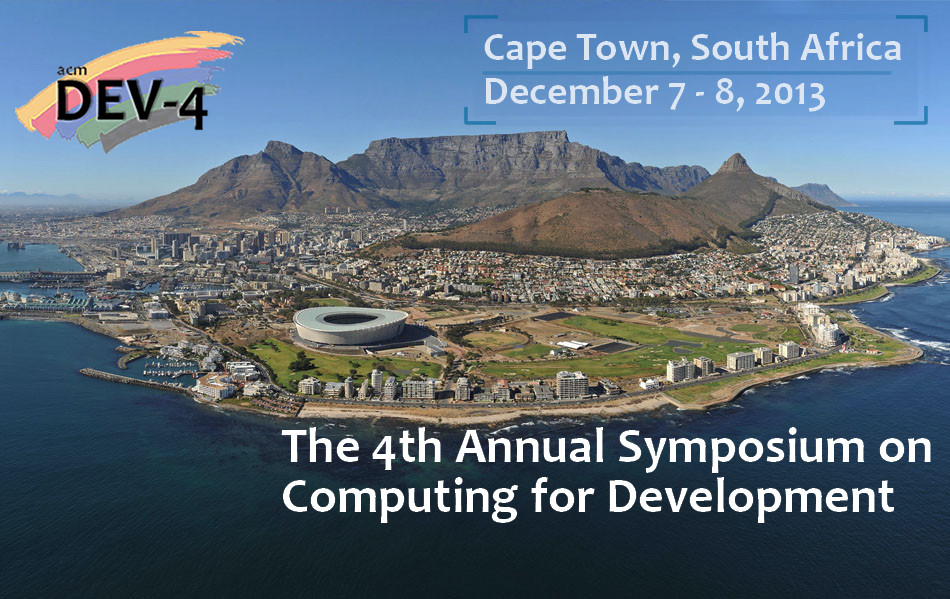 acm
DEV-4
Cape Town, South Africa
December 7 - 8, 2013
The 4th Annual Symposium on
Computing for Development